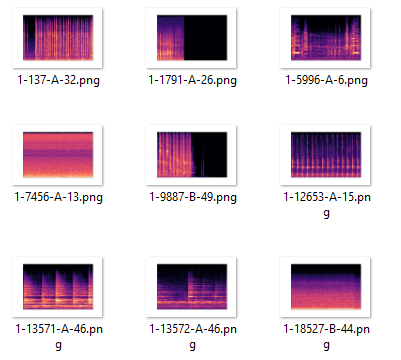 1-137-A-32.png
1-1791-A-26.png
1-5996-A-6.png
1-7456-A-13.png
1-9887-B-49.png
1-12653-A-15.pn
g
1-13571-A-46.pn
g
1-13572-A-46.pn
g
1-18527-B-44.pn
g